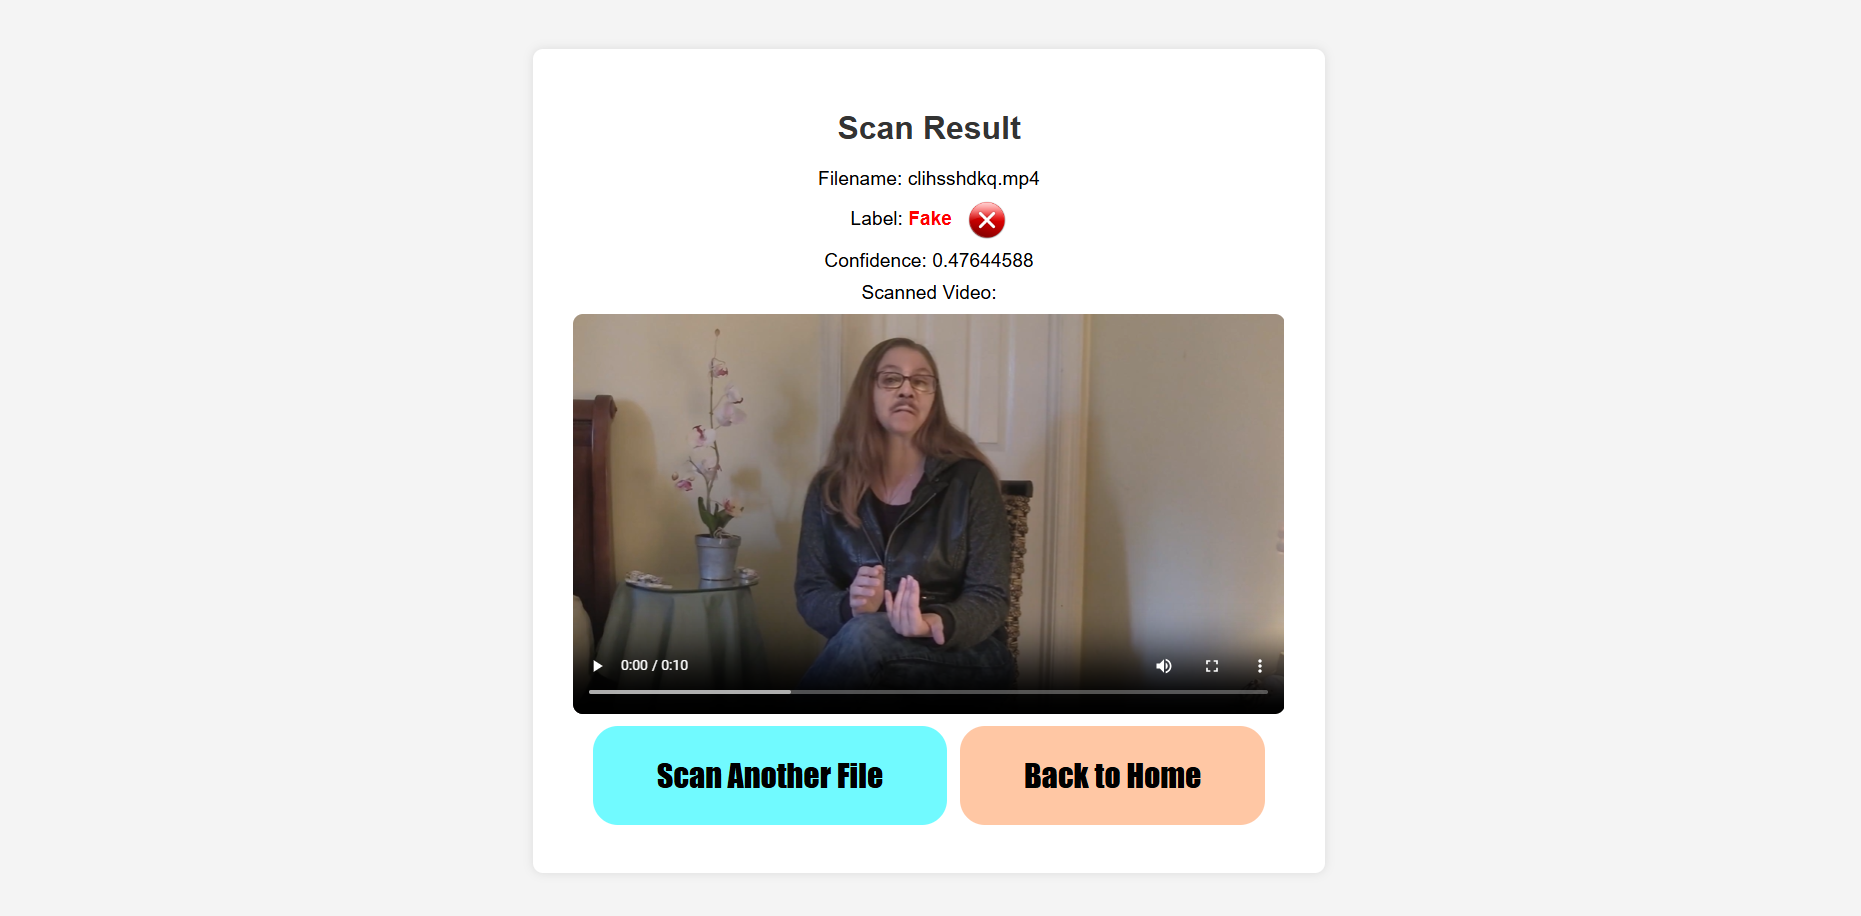 Scan Result
Filename: clihsshdkq.mp4
Label: Fake
Confidence: 0.47644588
Scanned Video:
0:00 / 0:10
Scan Another File
Back to Home